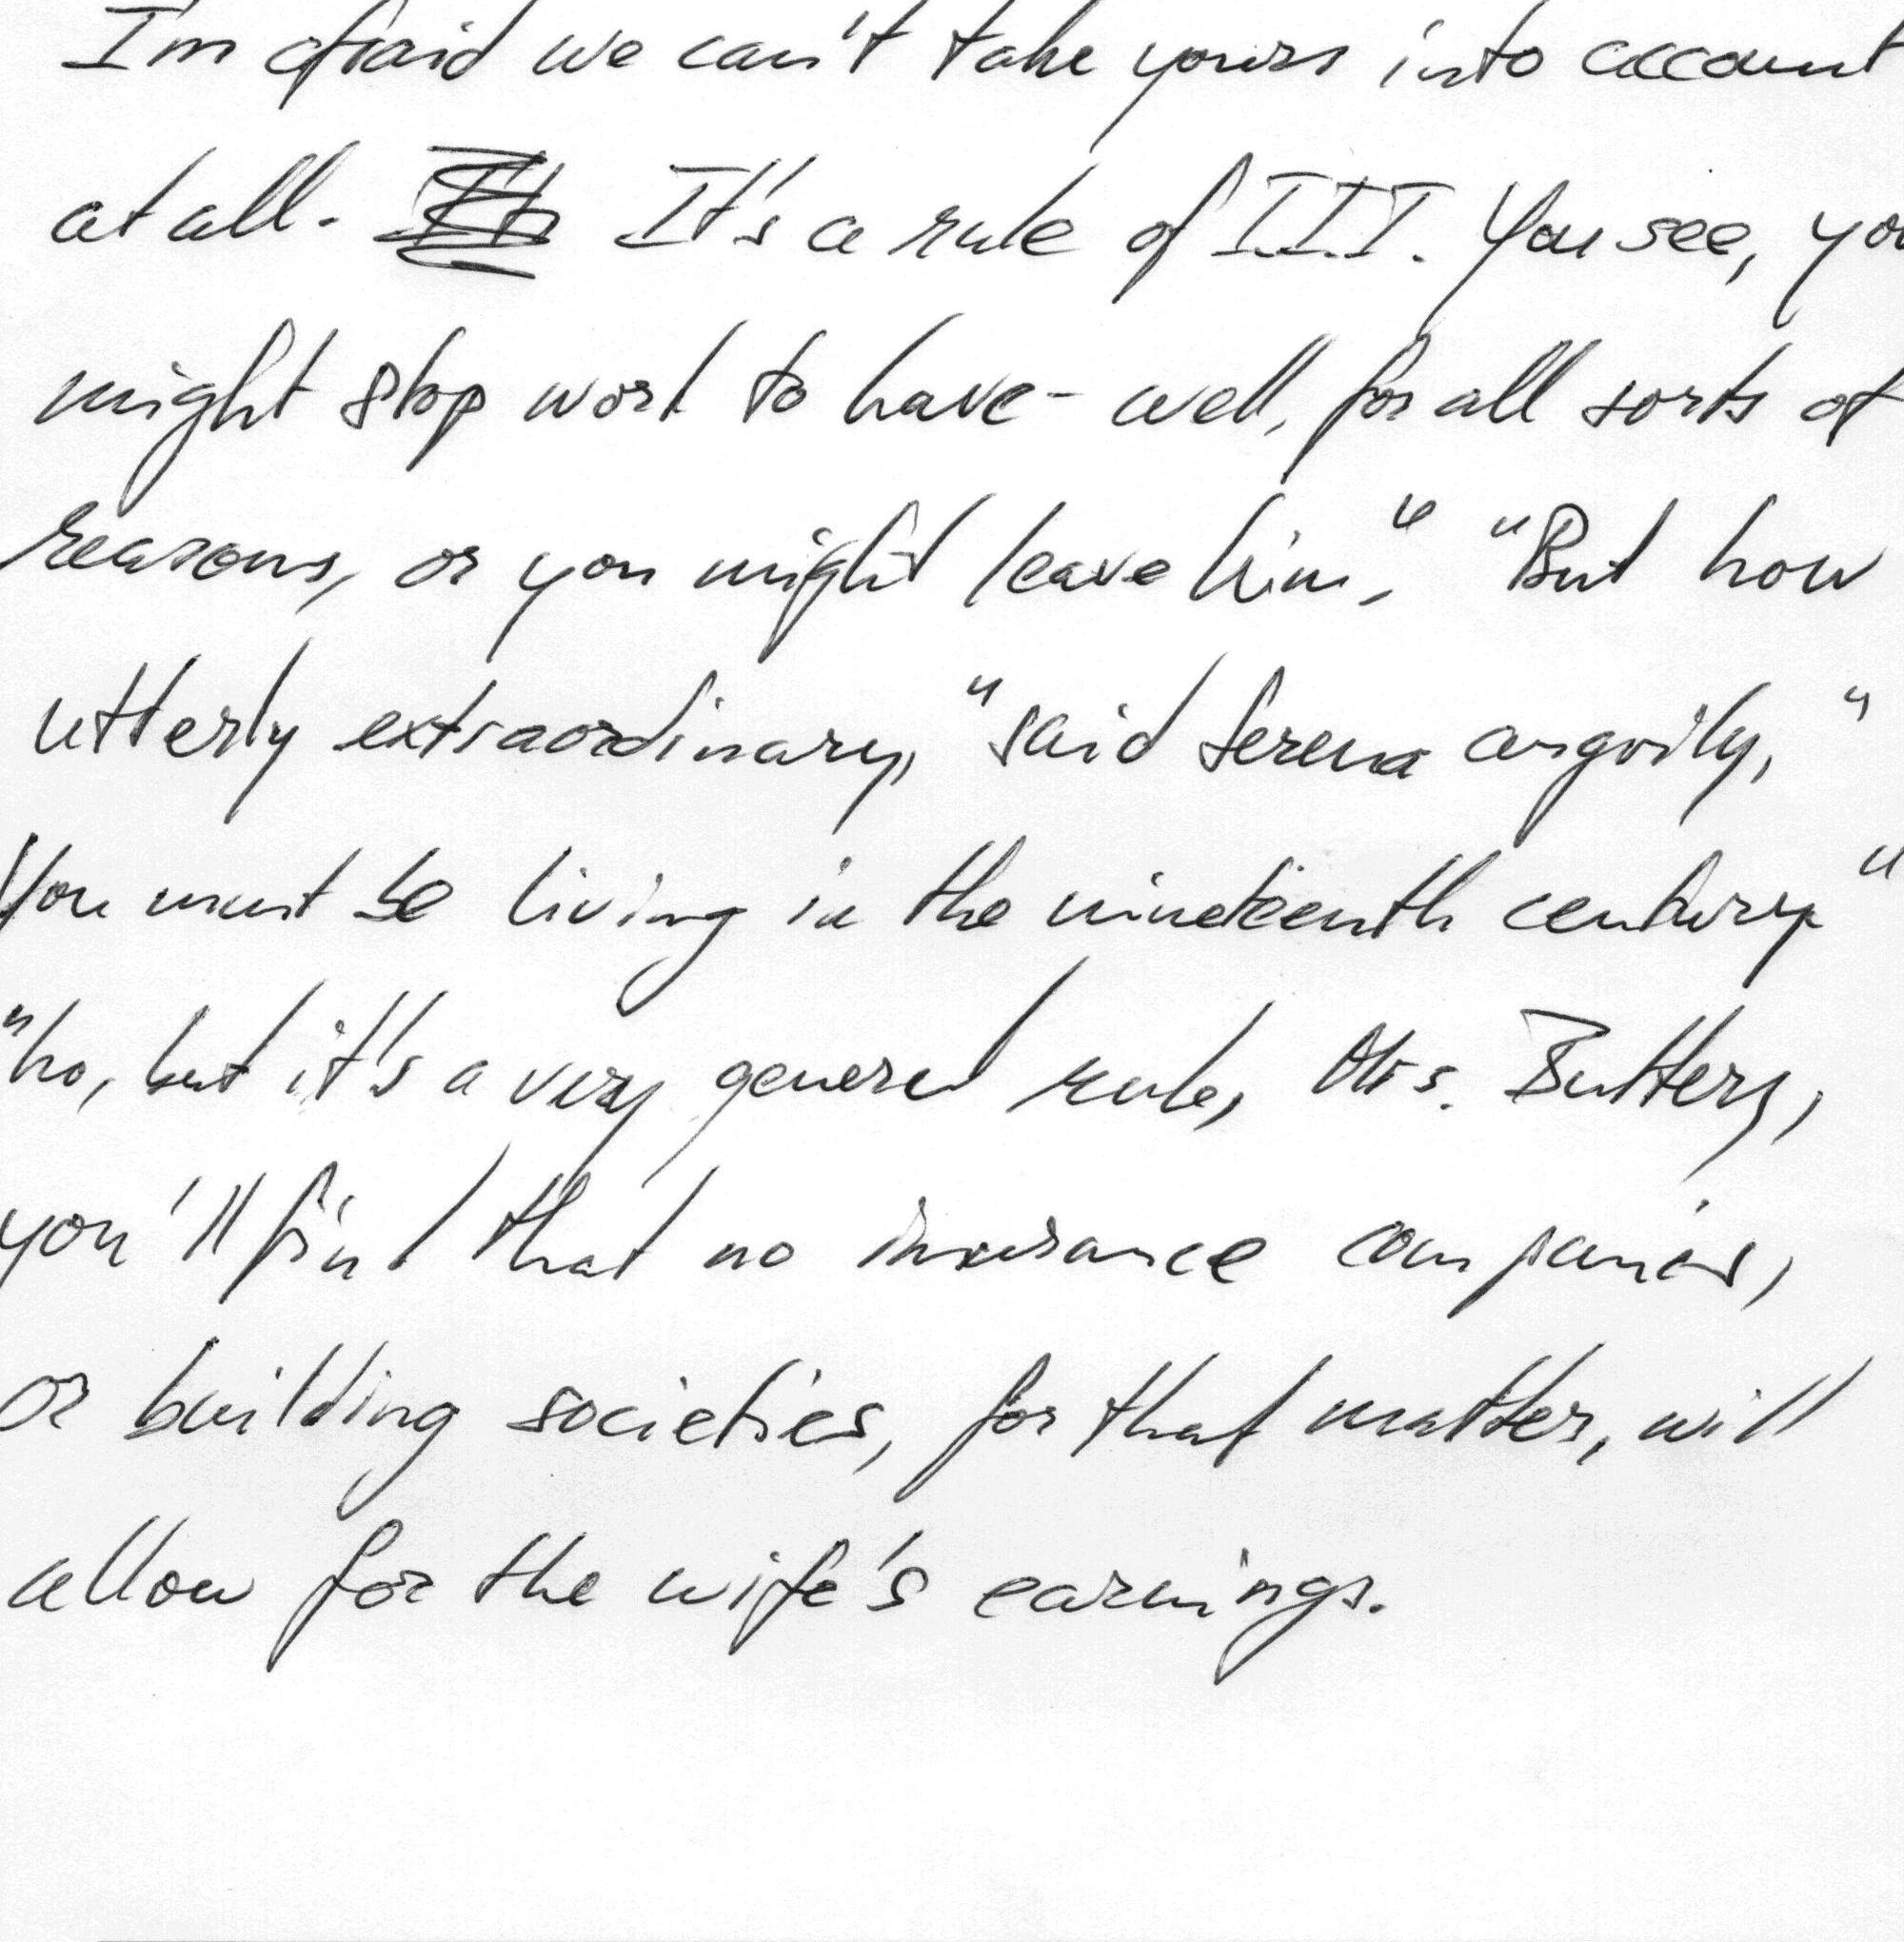 I'm afraid we can't take yours into account
at all. It's a rule of I.I.I. You see, you
might stop work to have - well, for all sorts of
reasons, or you might leave him." "But how
utterly extraordinary," said Serena angrily, "
You must be living in the nineteenth century."
"No, but it's a very general rule, Mrs. Buttery,
you'll find that no insurance companies,
or building societies, for that matter, will
allow for the wife's earnings.